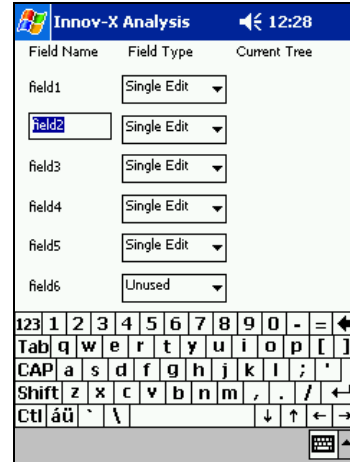 Innov-X Analysis 12:28
Field Name Field Type Current Tree
field1 Single Edit
field2 Single Edit
field3 Single Edit
field4 Single Edit
field5 Single Edit
field6 Unused
123 1 2 3 4 5 6 7 8 9 0 - =
Tab q w e r t y u i o p [ ]
CAP a s d f g h j k l ; '
Shift z x c v b n m , . /
Ctl áü ` \ ↓ ↑ ← →